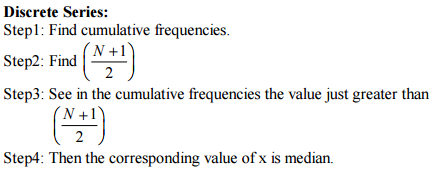 Discrete Series:
Step1: Find cumulative frequencies.
Step2: Find ( N + 1 / 2 )
Step3: See in the cumulative frequencies the value just greater than
( N + 1 / 2 )
Step4: Then the corresponding value of x is median.